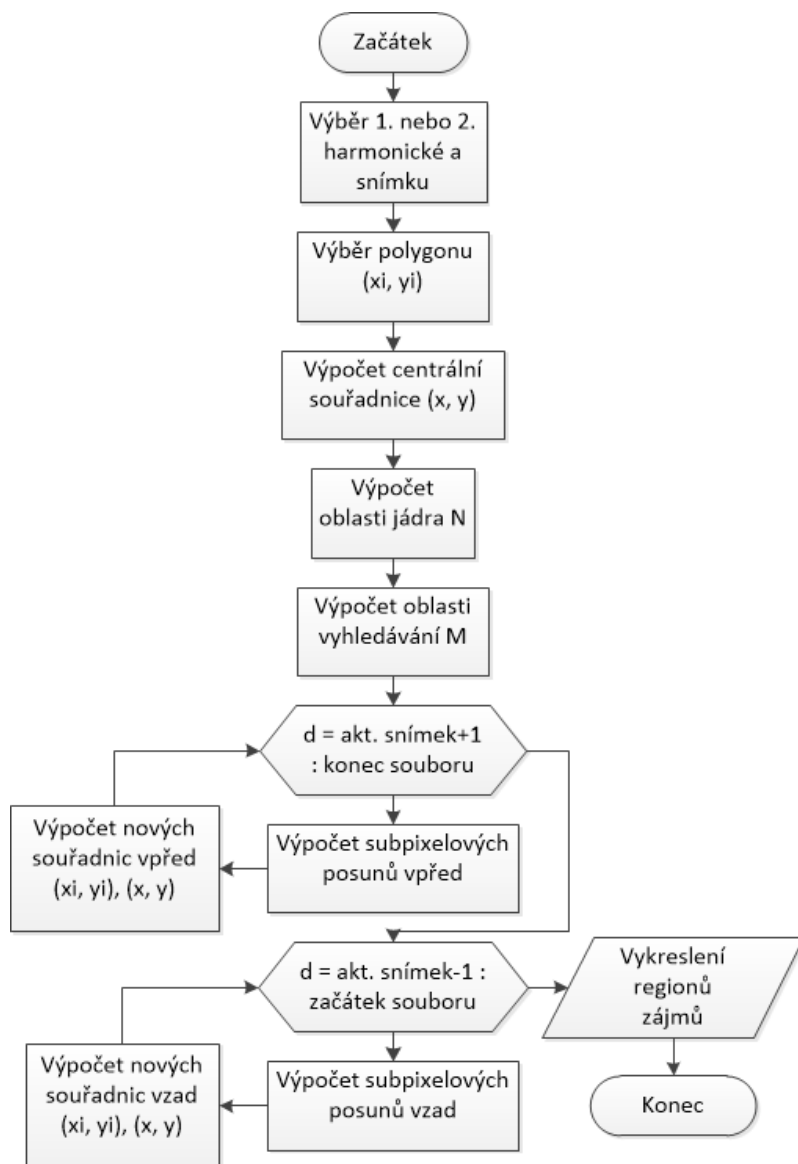 Začátek
Výběr 1. nebo 2.
harmonické a
snímku
Výběr polygonu
(xi, yi)
Výpočet centrální
souřadnice (x, y)
Výpočet
oblasti jádra N
Výpočet oblasti
vyhledávání M
d = akt. snímek+1
: konec souboru
Výpočet subpixelových
posunů vpřed
Výpočet nových
souřadnic vpřed
(xi, yi), (x, y)
d = akt. snímek-1 :
začátek souboru
Výpočet subpixelových
posunů vzad
Výpočet nových
souřadnic vzad
(xi, yi), (x, y)
Vykreslení
regionů
zájmů
Konec